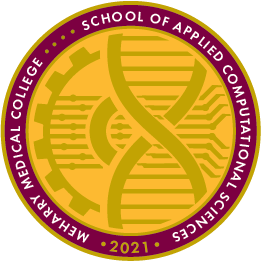 MEHARRY MEDICAL COLLEGE
SCHOOL OF APPLIED COMPUTATIONAL SCIENCES
2021